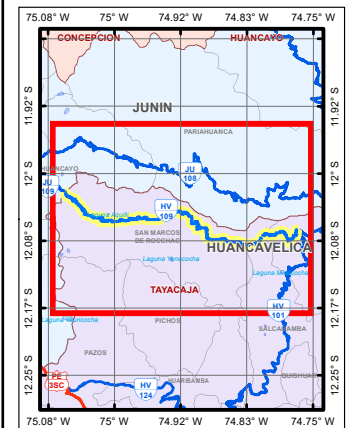 75.08° W 75° W 74.92° W 74.83° W 74.75° W
CONCEPCION HUANCAYO
11.92° S 11.92° S
JUNIN
PARIAHUANCA
12° S 12° S
HUANCAYO
JU 108
JU 109
HV 109
SAN MARCOS DE ROCCHAC
12.08° S 12.08° S
HUANCAVELICA
TAYACAJA
12.17° S 12.17° S
HV 101
PICHOS
SALCABAMBA
PAZOS
12.25° S 12.25° S
PE 3SC
HV 124
HUARIBAMBA
75.08° W 75° W 74.92° W 74.83° W 74.75° W